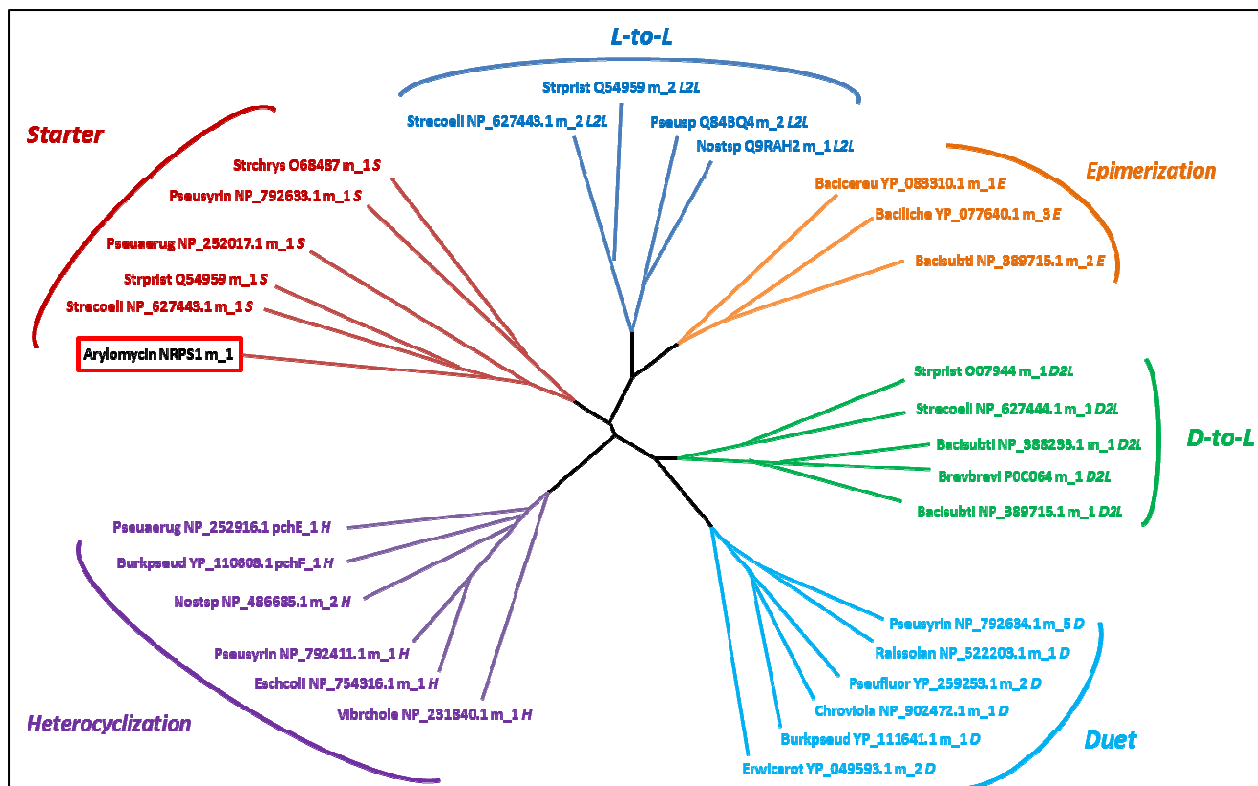 L-to-L
Strprist Q54959 m_2 L2L
Strecoeli NP_627443.1 m_2 L2L
Pseusp Q84BQ4 m_2 L2L
Nostsp Q9RAH2 m_1 L2L
Starter
Strchrys O68487 m_1 S
Pseusyrin NP_792633.1 m_1 S
Pseuaerug NP_252017.1 m_1 S
Strprist Q54959 m_1 S
Strecoeli NP_627443.1 m_1 S
Arylomycin NRPS1 m_1
Epimerization
Bacicereu YP_083310.1 m_1 E
Baciliche YP_077640.1 m_3 E
Bacisubti NP_389715.1 m_2 E
D-to-L
Strprist O07944 m_1 D2L
Strecoeli NP_627444.1 m_1 D2L
Bacisubti NP_388233.1 m_1 D2L
Brevbrevi P0C064 m_1 D2L
Bacisubti NP_389715.1 m_1 D2L
Heterocyclization
Pseuaerug NP_252916.1 pchE_1 H
Burkpseud YP_110608.1 pchF_1 H
Nostsp NP_486685.1 m_2 H
Pseusyrin NP_792411.1 m_1 H
Eschcoli NP_754316.1 m_1 H
Vibrchole NP_231840.1 m_1 H
Duet
Pseusyrin NP_792634.1 m_5 D
Ralssolan NP_522203.1 m_1 D
Pseufluor YP_259253.1 m_2 D
Chroviola NP_902472.1 m_1 D
Burkpseud YP_111641.1 m_1 D
Erwicarot YP_049593.1 m_2 D